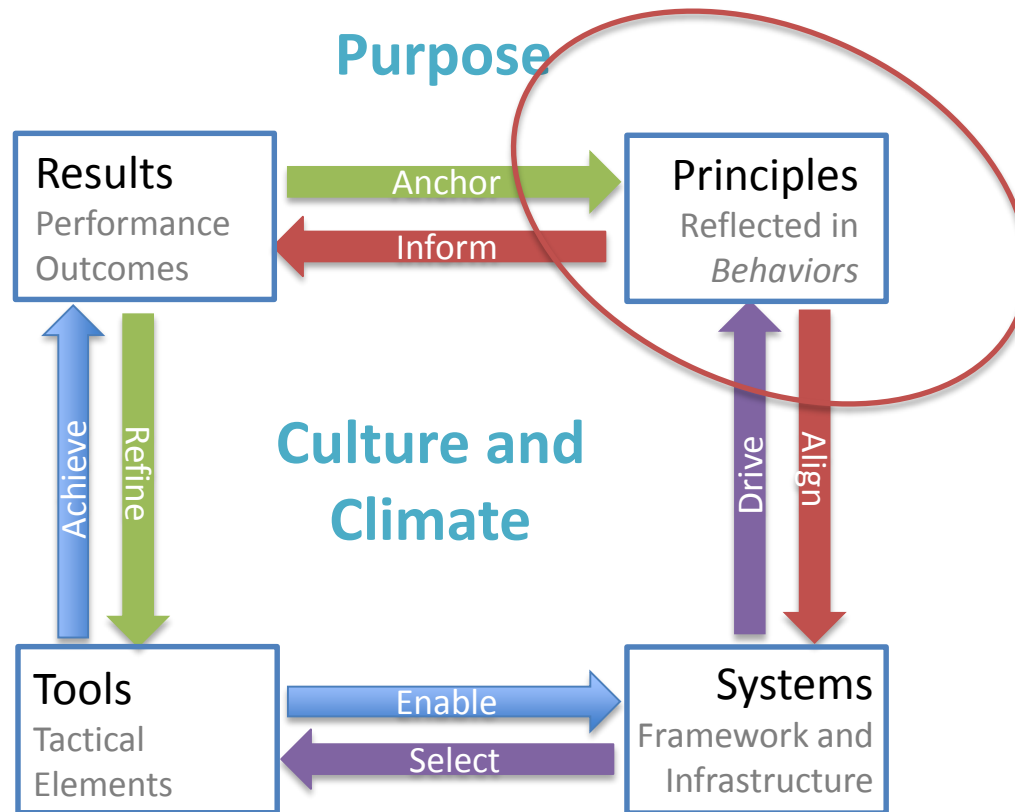 Purpose
Results
Performance
Outcomes
Anchor
Inform
Principles
Reflected in
Behaviors
Achieve
Refine
Culture and
Climate
Drive
Align
Tools
Tactical
Elements
Enable
Select
Systems
Framework and
Infrastructure